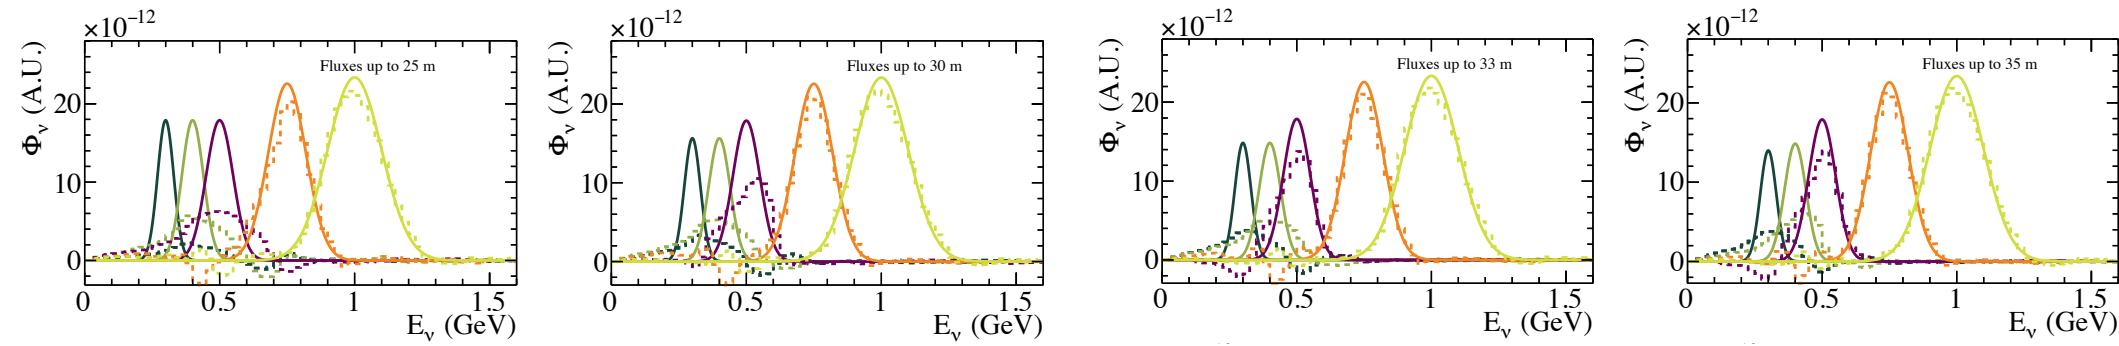 ×10⁻¹²
Φν (A.U.)
20
10
0
Fluxes up to 25 m
0 0.5 1 1.5
Eν (GeV)
×10⁻¹²
Φν (A.U.)
20
10
0
Fluxes up to 30 m
0 0.5 1 1.5
Eν (GeV)
×10⁻¹²
Φν (A.U.)
20
10
0
Fluxes up to 33 m
0 0.5 1 1.5
Eν (GeV)
×10⁻¹²
Φν (A.U.)
20
10
0
Fluxes up to 35 m
0 0.5 1 1.5
Eν (GeV)